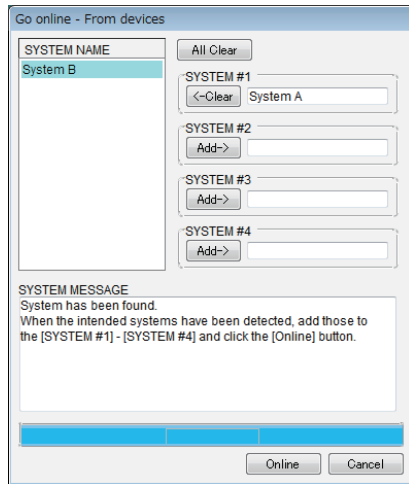 Go online - From devices
SYSTEM NAME
All Clear
System B
SYSTEM #1
<-Clear
System A
SYSTEM #2
Add->
SYSTEM #3
Add->
SYSTEM #4
Add->
SYSTEM MESSAGE
System has been found.
When the intended systems have been detected, add those to
the [SYSTEM #1] - [SYSTEM #4] and click the [Online] button.
Online
Cancel